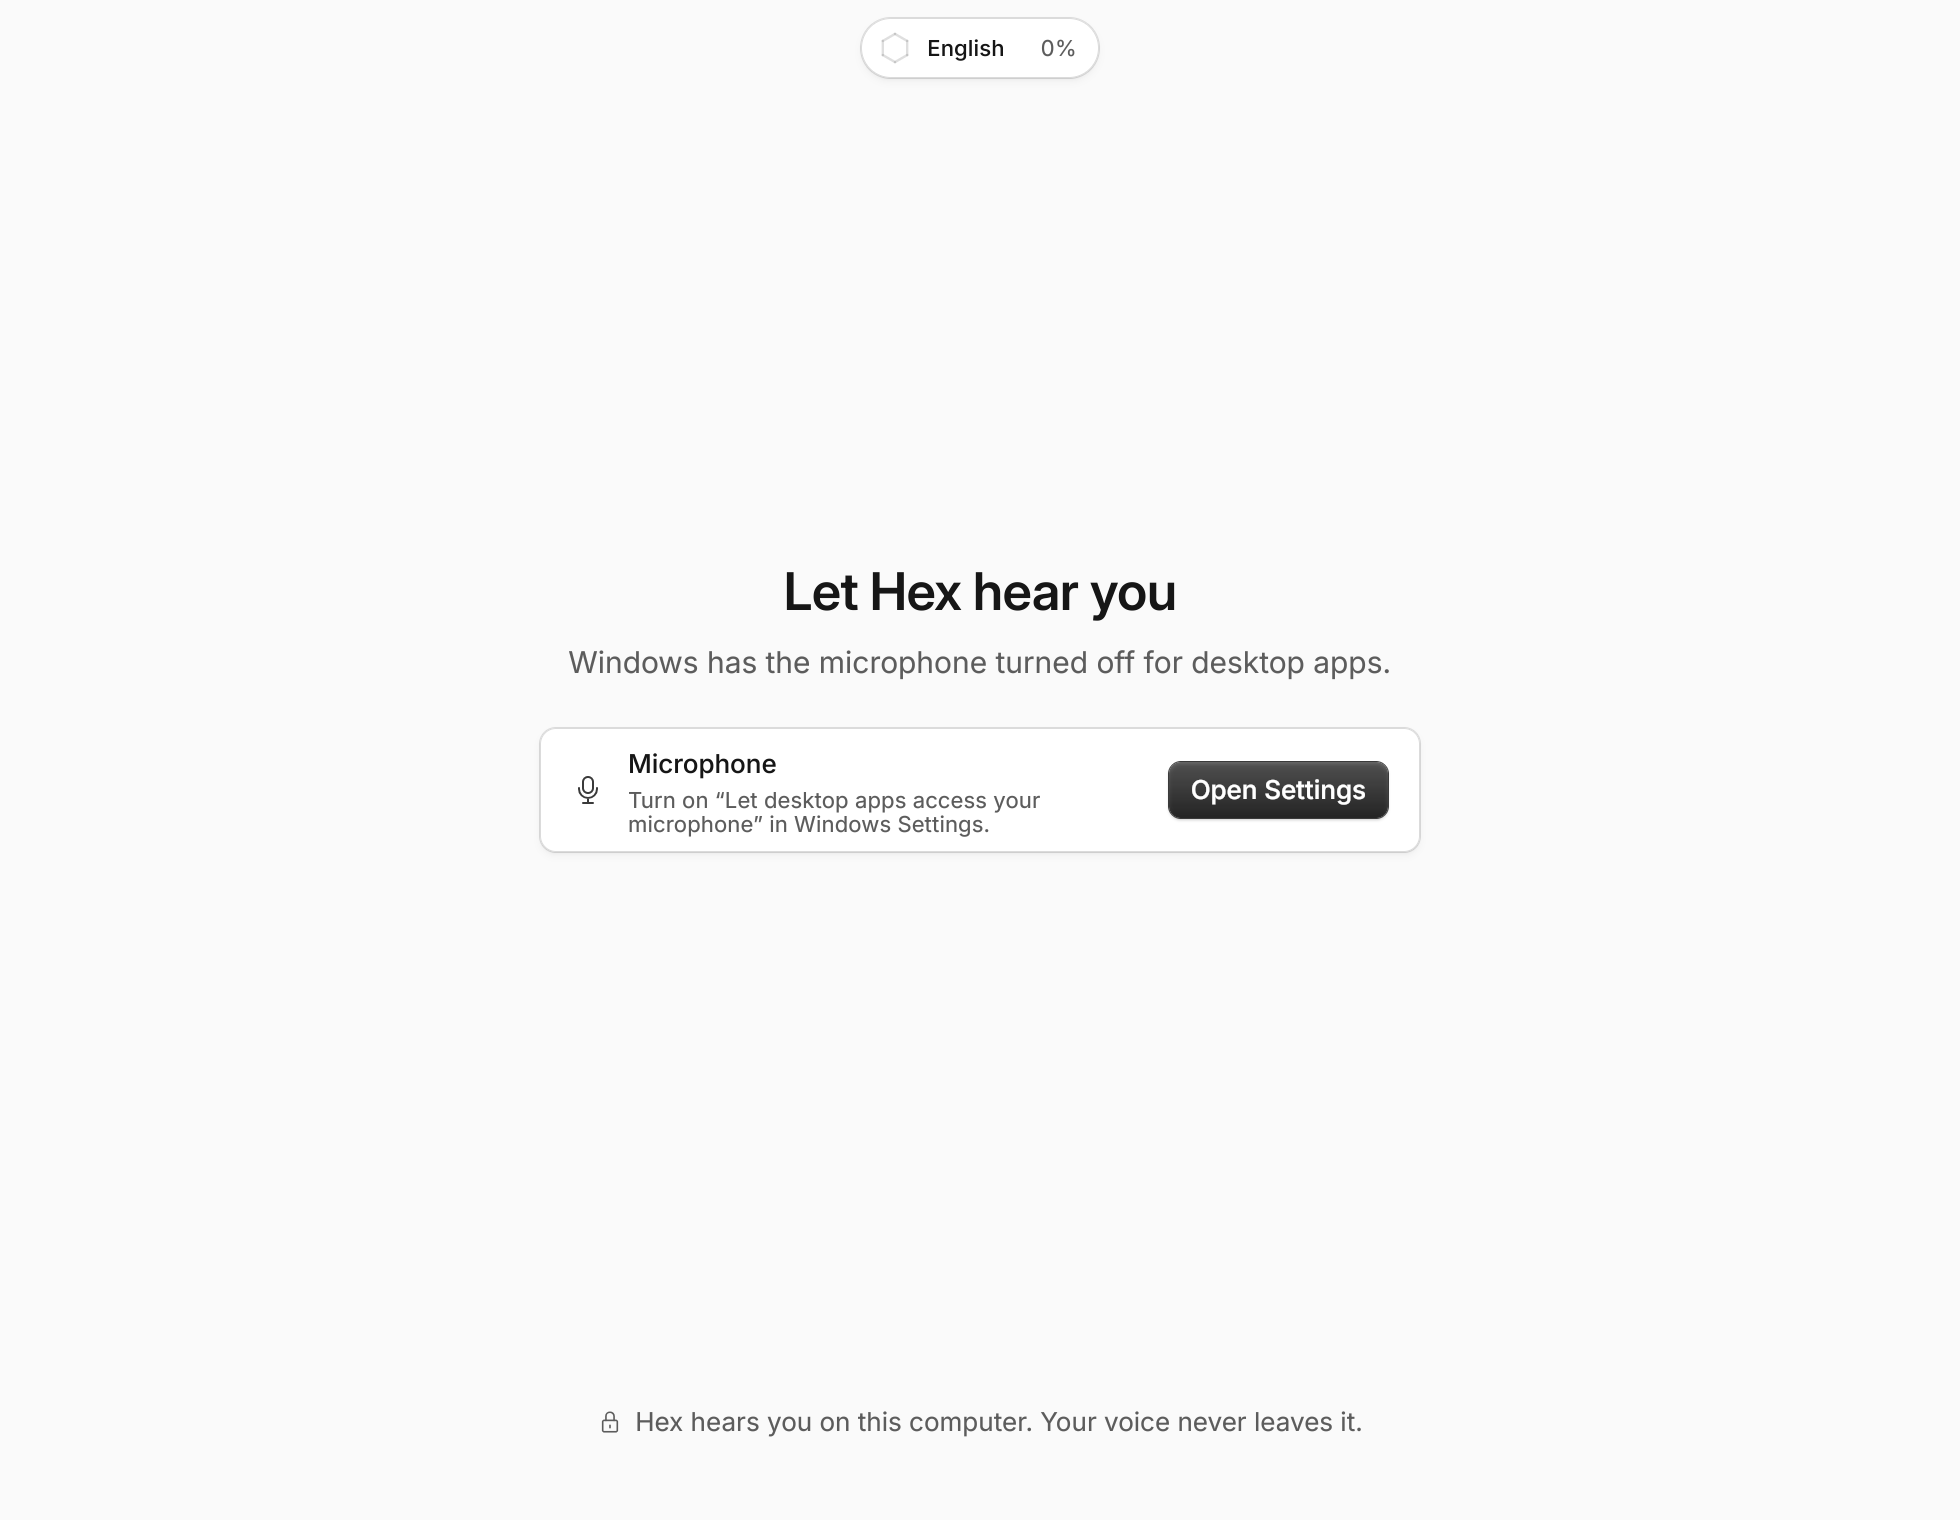 English 0%
Let Hex hear you
Windows has the microphone turned off for desktop apps.
Microphone
Turn on “Let desktop apps access your
microphone” in Windows Settings.
Open Settings
Hex hears you on this computer. Your voice never leaves it.